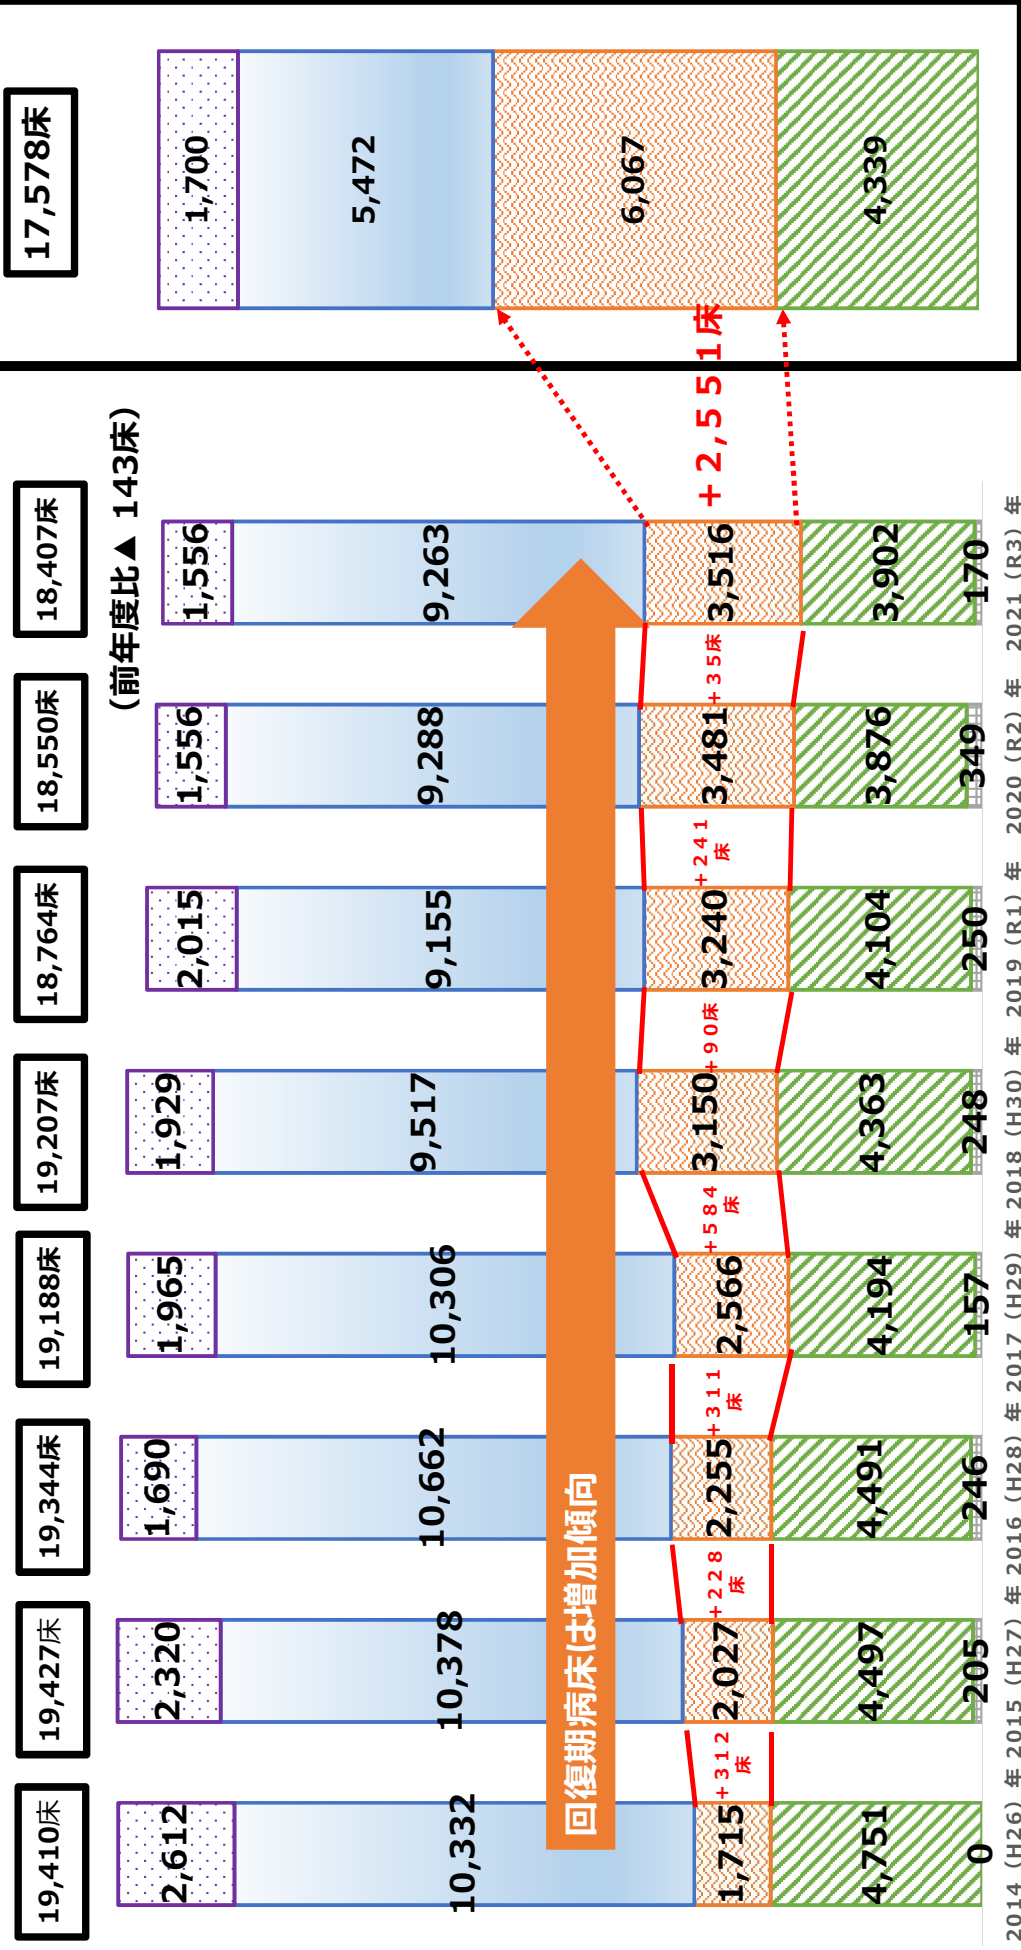 19,410床
19,427床
19,344床
19,188床
19,207床
18,764床
18,550床
18,407床
17,578床
(前年度比▲ 143床)
2,612
2,320
1,690
1,965
1,929
2,015
1,556
1,556
1,700
10,332
10,378
10,662
10,306
9,517
9,155
9,288
9,263
5,472
回復期病床は増加傾向
1,715
+312床
2,027
+228床
2,255
+311床
2,566
+584床
3,150
+90床
3,240
+241床
3,481
+35床
3,516
+2,551床
6,067
4,751
4,497
4,491
4,194
4,363
4,104
3,876
3,902
4,339
0
205
246
157
248
250
349
170
2014 (H26) 年
2015 (H27) 年
2016 (H28) 年
2017 (H29) 年
2018 (H30) 年
2019 (R1) 年
2020 (R2) 年
2021 (R3) 年